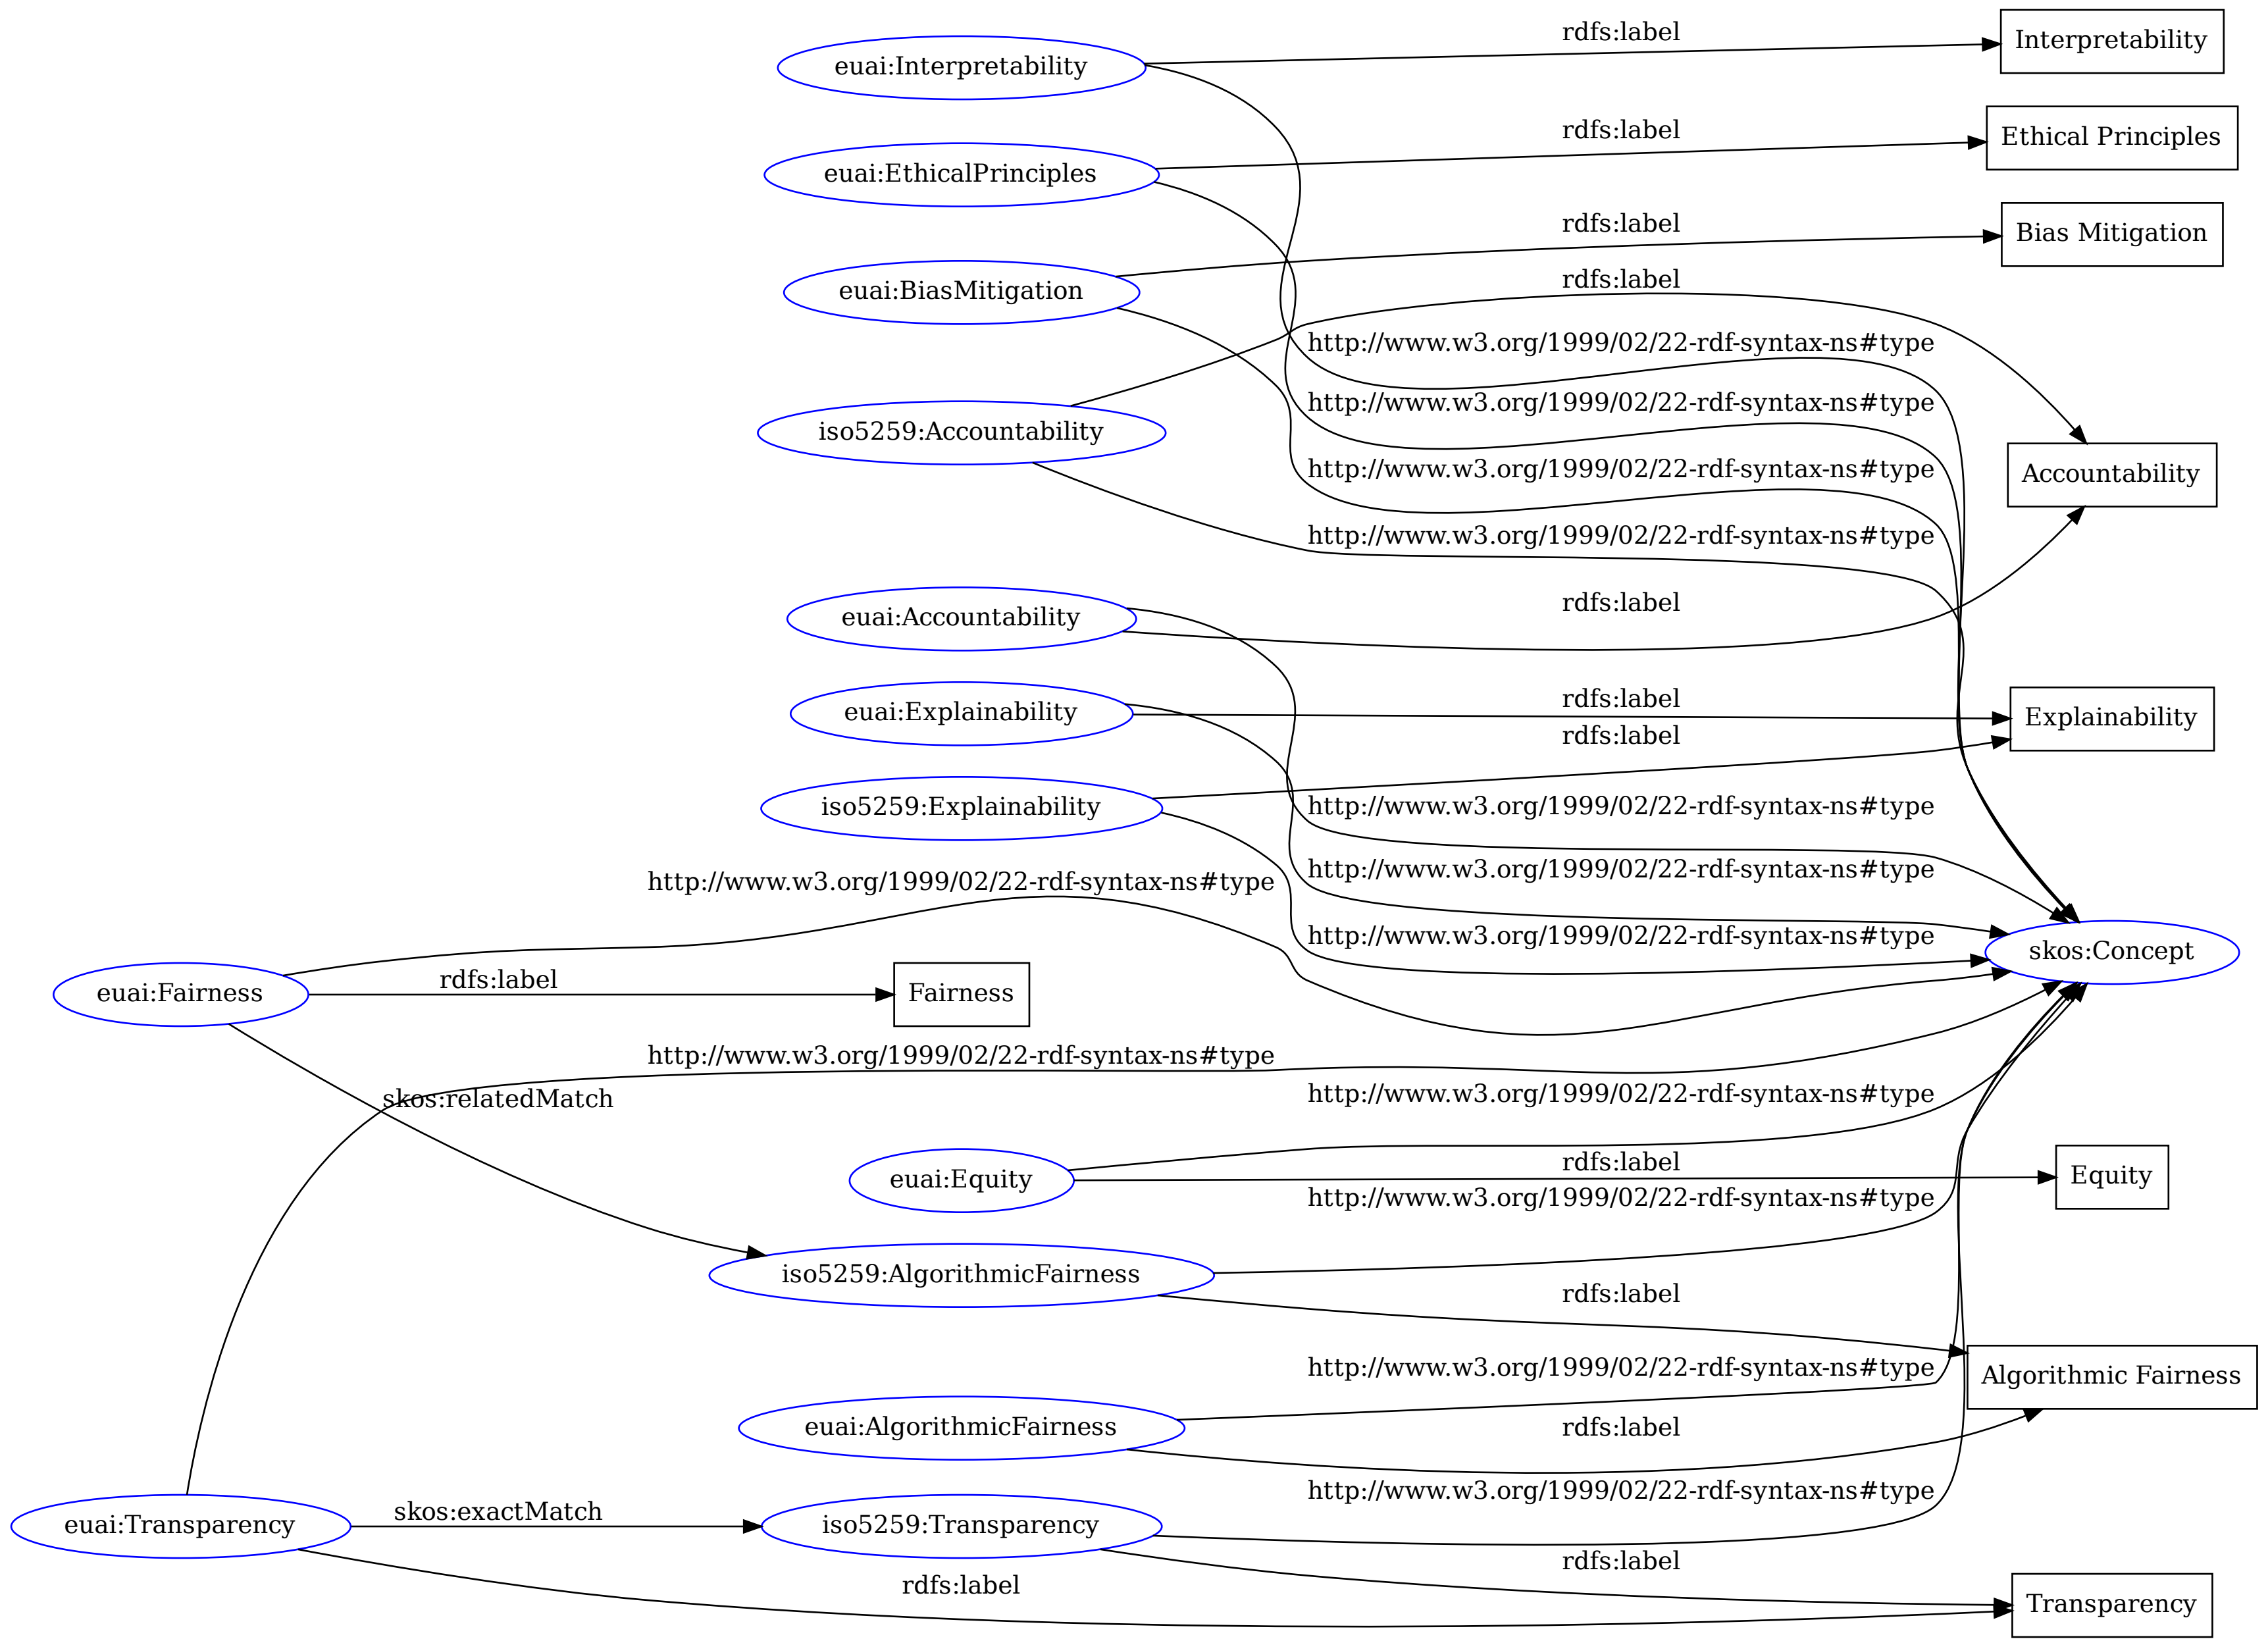 rdfs:label
Interpretability
euai:Interpretability
rdfs:label
Ethical Principles
euai:EthicalPrinciples
rdfs:label
Bias Mitigation
euai:BiasMitigation
rdfs:label
http://www.w3.org/1999/02/22-rdf-syntax-ns#type
http://www.w3.org/1999/02/22-rdf-syntax-ns#type
iso5259:Accountability
http://www.w3.org/1999/02/22-rdf-syntax-ns#type
Accountability
http://www.w3.org/1999/02/22-rdf-syntax-ns#type
rdfs:label
euai:Accountability
rdfs:label
euai:Explainability
Explainability
rdfs:label
iso5259:Explainability
http://www.w3.org/1999/02/22-rdf-syntax-ns#type
http://www.w3.org/1999/02/22-rdf-syntax-ns#type
http://www.w3.org/1999/02/22-rdf-syntax-ns#type
http://www.w3.org/1999/02/22-rdf-syntax-ns#type
skos:Concept
rdfs:label
euai:Fairness
Fairness
http://www.w3.org/1999/02/22-rdf-syntax-ns#type
skos:relatedMatch
http://www.w3.org/1999/02/22-rdf-syntax-ns#type
rdfs:label
euai:Equity
Equity
http://www.w3.org/1999/02/22-rdf-syntax-ns#type
iso5259:AlgorithmicFairness
rdfs:label
http://www.w3.org/1999/02/22-rdf-syntax-ns#type
Algorithmic Fairness
euai:AlgorithmicFairness
rdfs:label
http://www.w3.org/1999/02/22-rdf-syntax-ns#type
skos:exactMatch
euai:Transparency
iso5259:Transparency
rdfs:label
rdfs:label
Transparency